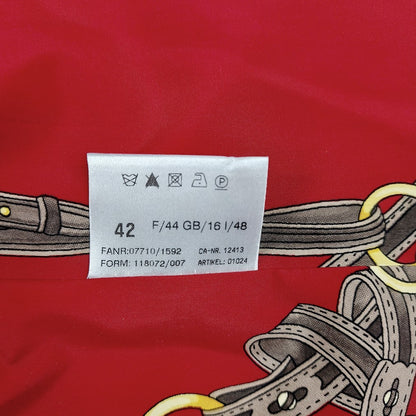 42 F/44 GB/16 I/48
FANR:07710/1592 CA-NR. 12413
FORM: 118072/007 ARTIKEL: 01024